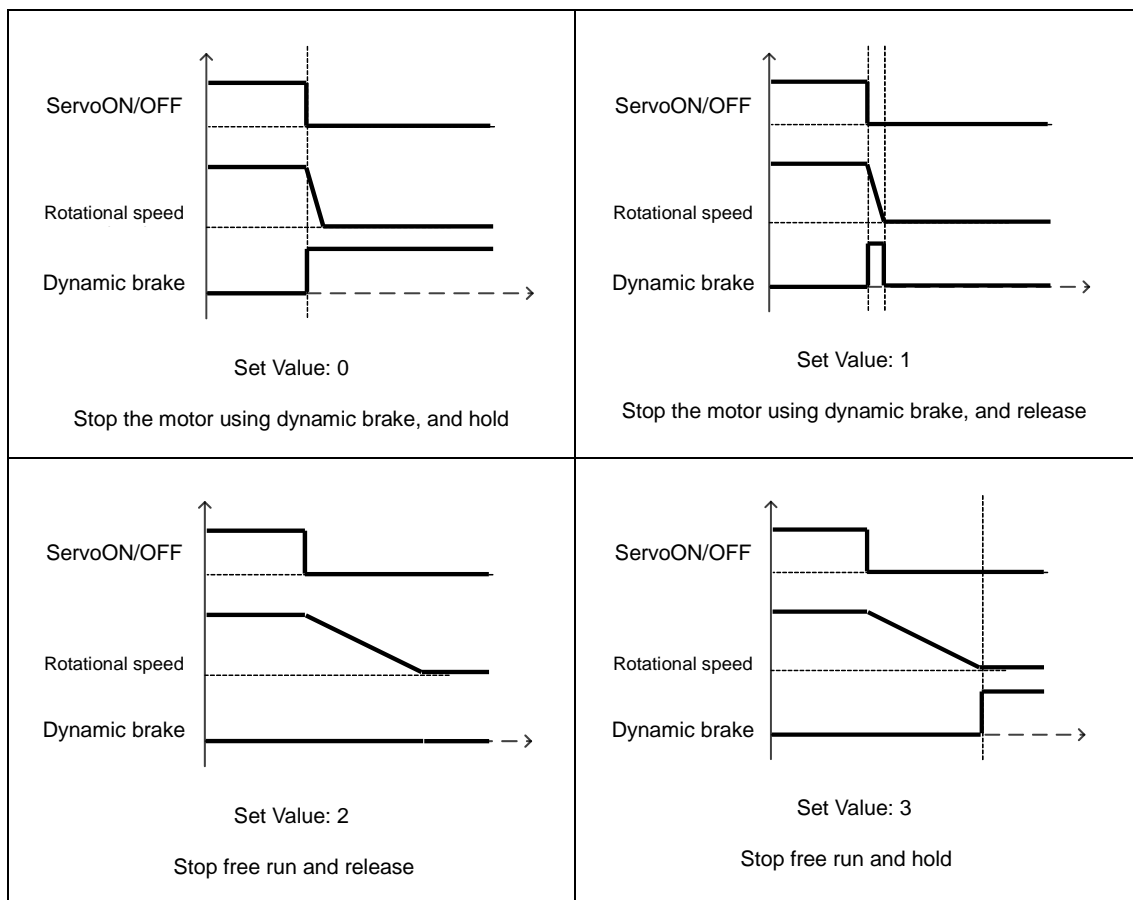 ServoON/OFF
Rotational speed
Dynamic brake
Set Value: 0
Stop the motor using dynamic brake, and hold
ServoON/OFF
Rotational speed
Dynamic brake
Set Value: 1
Stop the motor using dynamic brake, and release
ServoON/OFF
Rotational speed
Dynamic brake
Set Value: 2
Stop free run and release
ServoON/OFF
Rotational speed
Dynamic brake
Set Value: 3
Stop free run and hold